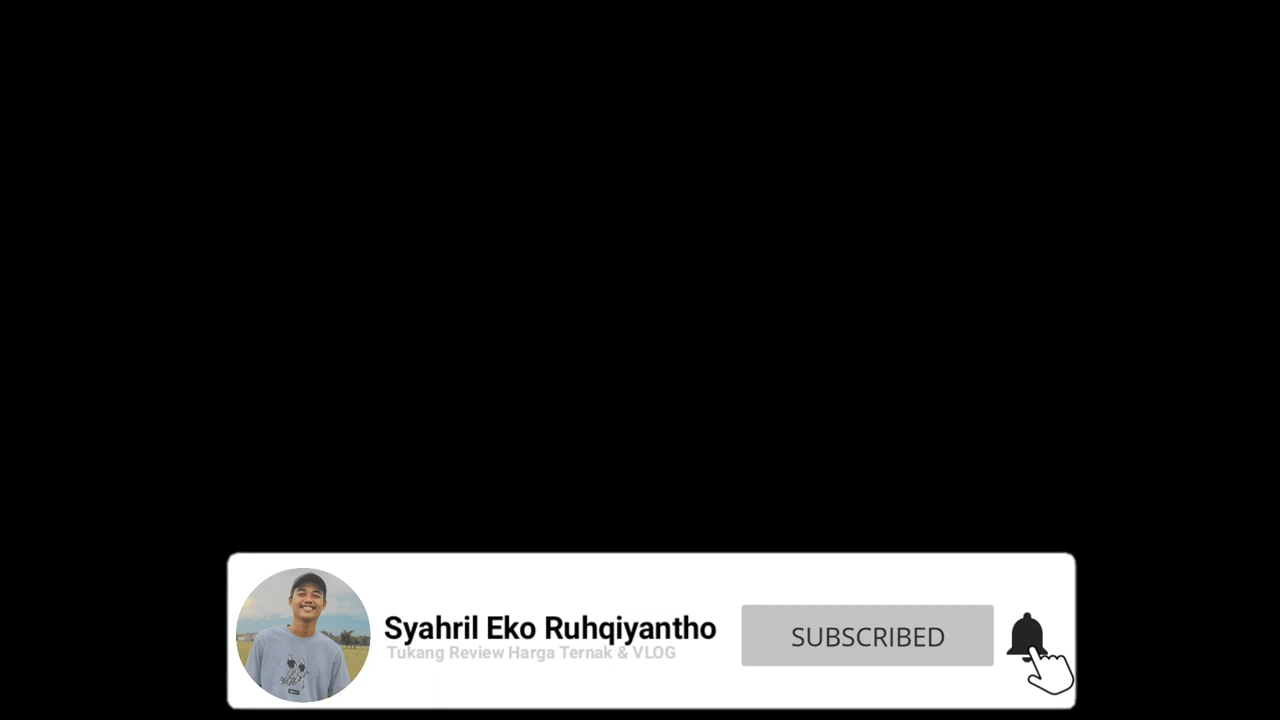 Syahril Eko Ruhqiyantho
Tukang Review Harga Ternak & VLOG
SUBSCRIBED